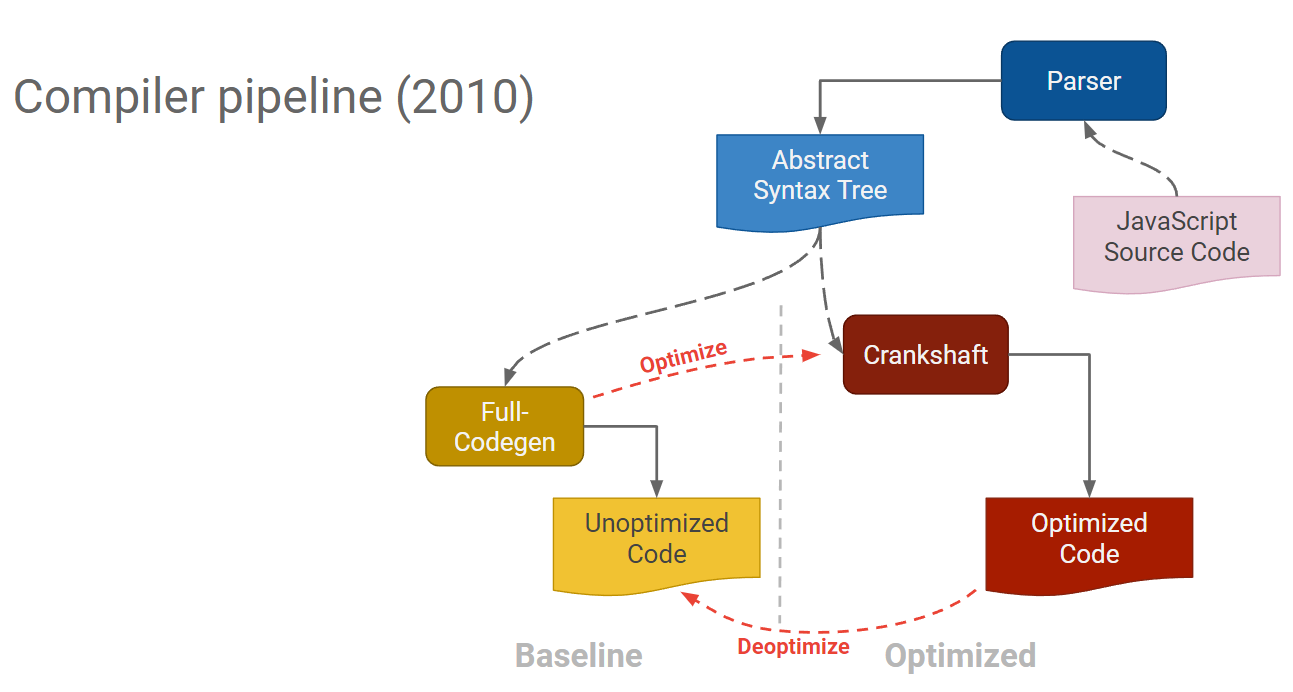 Compiler pipeline (2010)
Parser
Abstract
Syntax Tree
JavaScript
Source Code
Optimize
Crankshaft
Full-
Codegen
Unoptimized
Code
Optimized
Code
Deoptimize
Baseline
Optimized